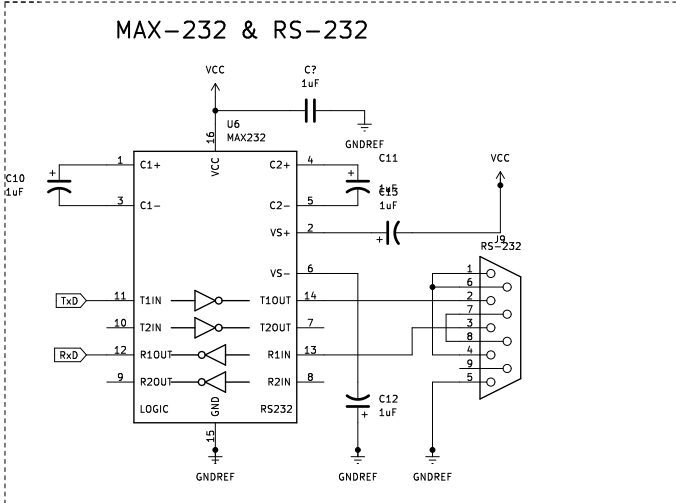 MAX-232 & RS-232
VCC
C?
1uF
U6
MAX232
16
VCC
GNDREF
C10
1uF
+
1
C1+
3
C1-
C2+
4
C2-
5
+
C11
1uF
C13
1uF
VS+
2
+
VCC
J9
RS-232
VS-
6
TxD
11
T1IN
T1OUT
14
10
T2IN
T2OUT
7
RxD
12
R1OUT
R1IN
13
9
R2OUT
R2IN
8
LOGIC
GND
RS232
15
GNDREF
C12
1uF
+
GNDREF
1
6
2
7
3
8
4
9
5
GNDREF